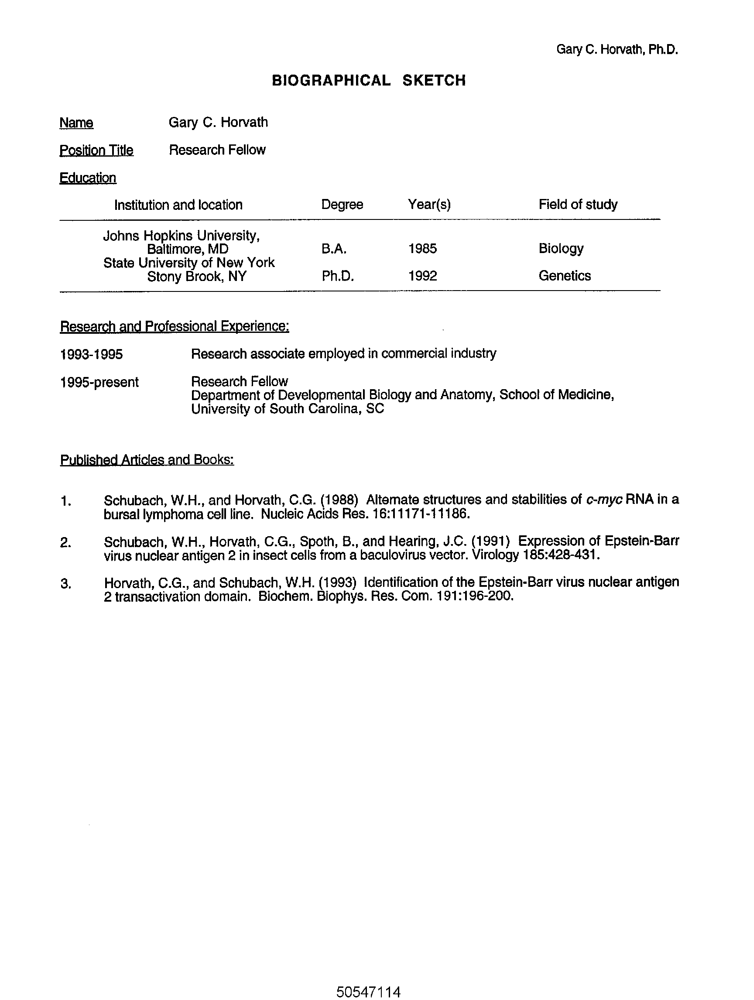 Gary C. Horvath, Ph.D.
BIOGRAPHICAL SKETCH
Name Gary C. Horvath
Position Title Research Fellow
Education
Institution and location Degree Year(s) Field of study
Johns Hopkins University,
Baltimore, MD B.A. 1985 Biology
State University of New York
Stony Brook, NY Ph.D. 1992 Genetics
Research and Professional Experience:
1993-1995 Research associate employed in commercial industry
1995-present Research Fellow
Department of Developmental Biology and Anatomy, School of Medicine,
University of South Carolina, SC
Published Articles and Books:
1. Schubach, W.H., and Horvath, C.G. (1988) Alternate structures and stabilities of c-myc RNA in a
bursal lymphoma cell line. Nucleic Acids Res. 16:11171-11186.
2. Schubach, W.H., Horvath, C.G., Spoth, B., and Hearing, J.C. (1991) Expression of Epstein-Barr
virus nuclear antigen 2 in insect cells from a baculovirus vector. Virology 185:428-431.
3. Horvath, C.G., and Schubach, W.H. (1993) Identification of the Epstein-Barr virus nuclear antigen
2 transactivation domain. Biochem. Biophys. Res. Com. 191:196-200.
50547114